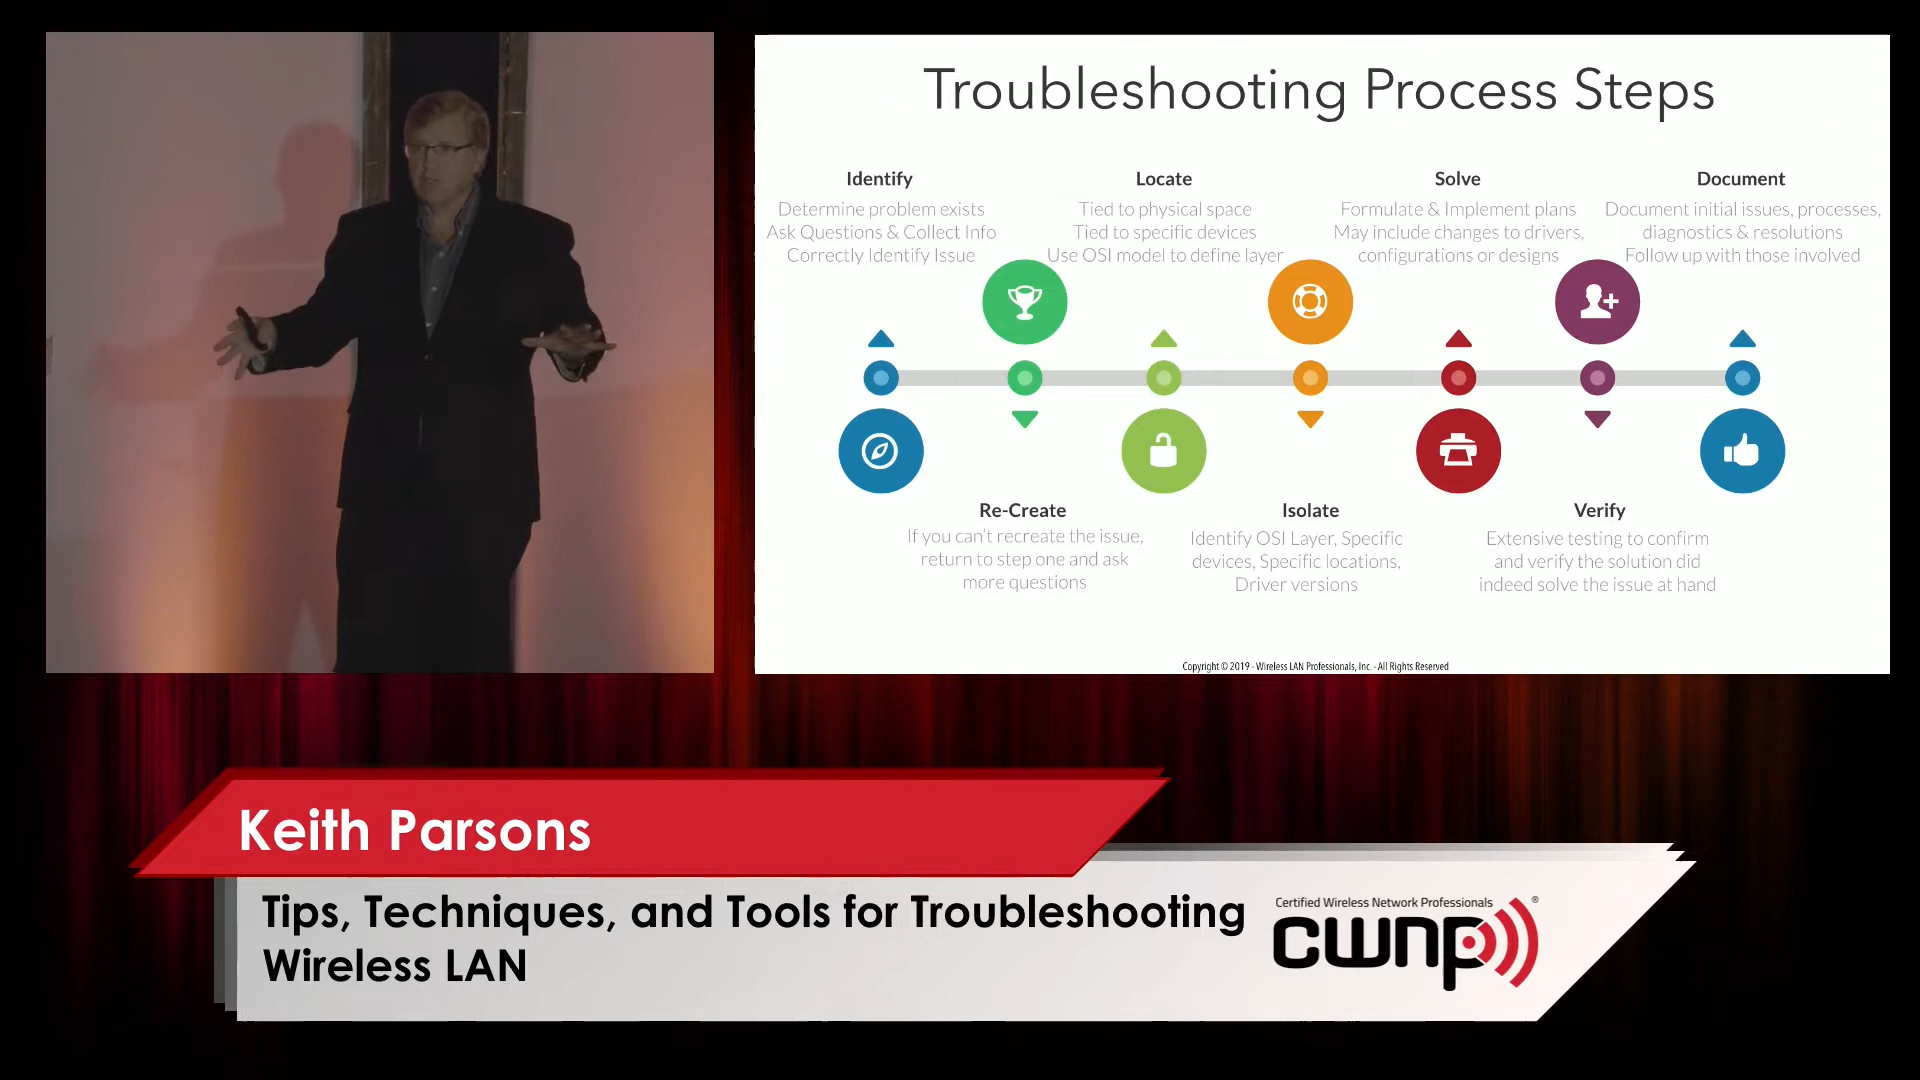 Troubleshooting Process Steps
Identify
Determine problem exists
Ask Questions & Collect Info
Correctly Identify Issue
Re-Create
If you can't recreate the issue,
return to step one and ask
more questions
Locate
Tied to physical space
Tied to specific devices
Use OSI model to define layer
Isolate
Identify OSI Layer, Specific
devices, Specific locations,
Driver versions
Solve
Formulate & Implement plans
May include changes to drivers,
configurations or designs
Verify
Extensive testing to confirm
and verify the solution did
indeed solve the issue at hand
Document
Document initial issues, processes,
diagnostics & resolutions
Follow up with those involved
Copyright © 2019 - Wireless LAN Professionals, Inc. - All Rights Reserved
Keith Parsons
Tips, Techniques, and Tools for Troubleshooting
Wireless LAN
Certified Wireless Network Professionals
cwnp®